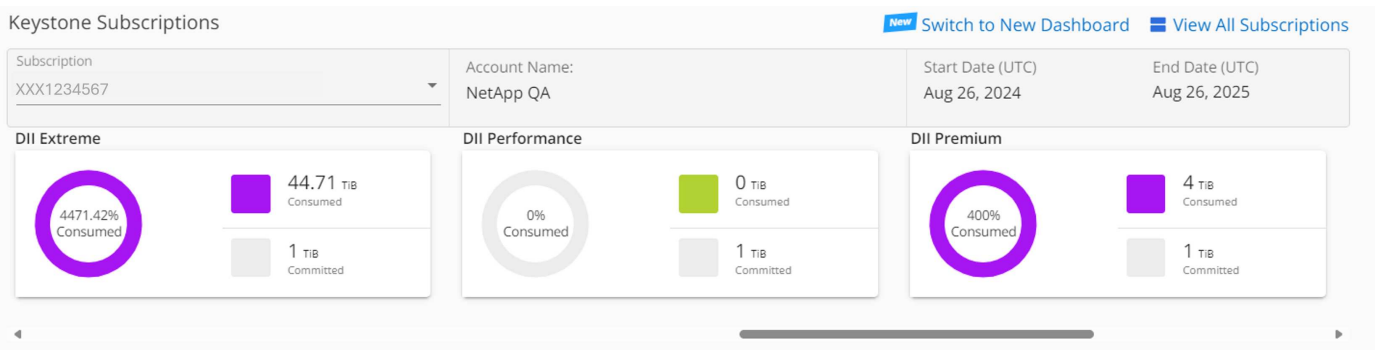 Keystone Subscriptions
New Switch to New Dashboard
View All Subscriptions
Subscription
XXX1234567
Account Name:
NetApp QA
Start Date (UTC)
Aug 26, 2024
End Date (UTC)
Aug 26, 2025
DII Extreme
4471.42%
Consumed
44.71 TiB
Consumed
1 TiB
Committed
DII Performance
0%
Consumed
0 TiB
Consumed
1 TiB
Committed
DII Premium
400%
Consumed
4 TiB
Consumed
1 TiB
Committed